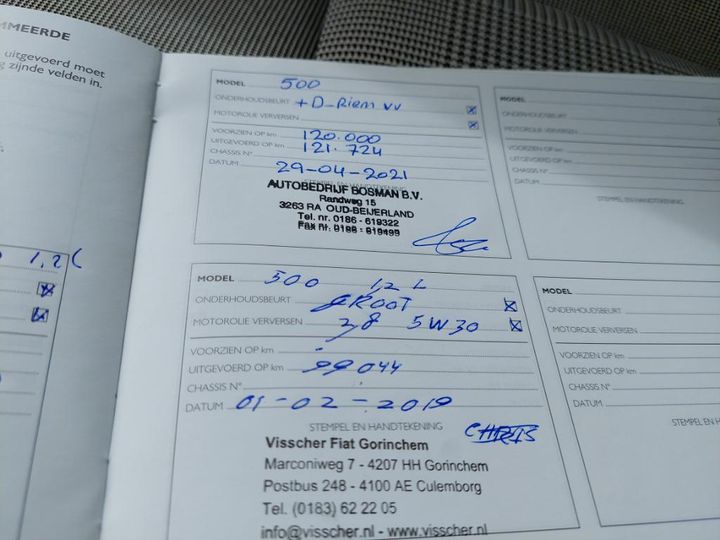 MMEERDE
uitgevoerd moet
zijnde velden in.
1,2 (
MODEL 500
ONDERHOUDSBEURT +D-Riem vv
MOTOROLIE VERVERSEN
VOORZIEN OP km 120.000
UITGEVOERD OP km 121.724
CHASSIS N°
DATUM 29-04-2021
STEMPEL EN HANDTEKENING
AUTOBEDRIJF BOSMAN B.V.
Randweg 15
3263 RA OUD-BEIJERLAND
Tel. nr. 0186 - 619322
Fax nr. 0186 - 619499
MODEL 500 1,2 L
ONDERHOUDSBEURT GROOT
MOTOROLIE VERVERSEN 2,8 5W30
VOORZIEN OP km
UITGEVOERD OP km 99044
CHASSIS N°
DATUM 01-02-2019
STEMPEL EN HANDTEKENING
CHRIS
Visscher Fiat Gorinchem
Marconiweg 7 - 4207 HH Gorinchem
Postbus 248 - 4100 AE Culemborg
Tel. (0183) 62 22 05
info@visscher.nl - www.visscher.nl
MODEL
ONDERHOUDSBEURT
MOTOROLIE VERVERSEN
VOORZIEN OP km
UITGEVOERD OP km
CHASSIS N°
DATUM
STEMPEL EN HANDTEKENING
MODEL
ONDERHOUDSBEURT
MOTOROLIE VERVERSEN
VOORZIEN OP km
UITGEVOERD OP km
CHASSIS N°
DATUM
STEMPEL EN HANDT